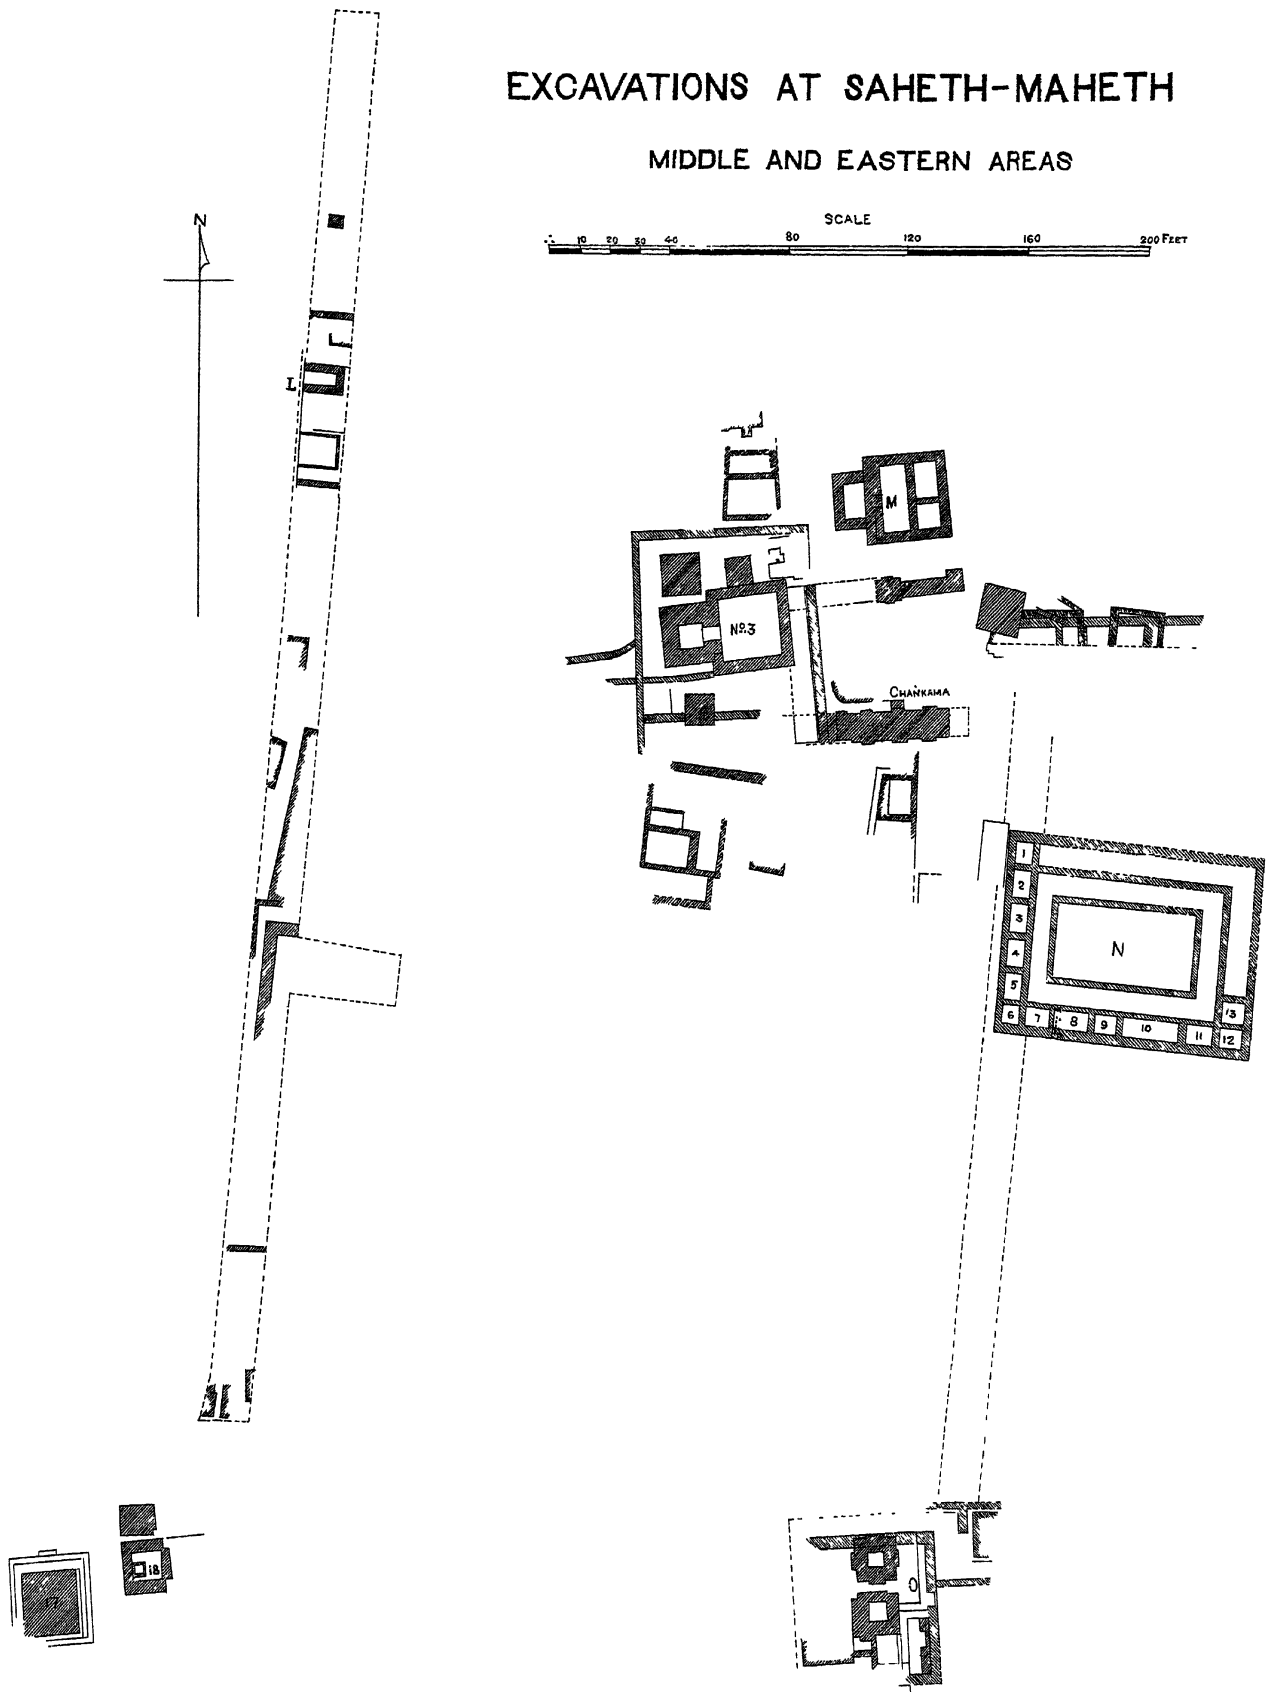 EXCAVATIONS AT SAHETH-MAHETH
MIDDLE AND EASTERN AREAS
SCALE
10 20 30 40 80 120 160 200 FEET
N
L
M
No.3
CHAṄKAMA
1
2
3
4
5
6 7 8 9 10 11 12
13
N
18
17
O